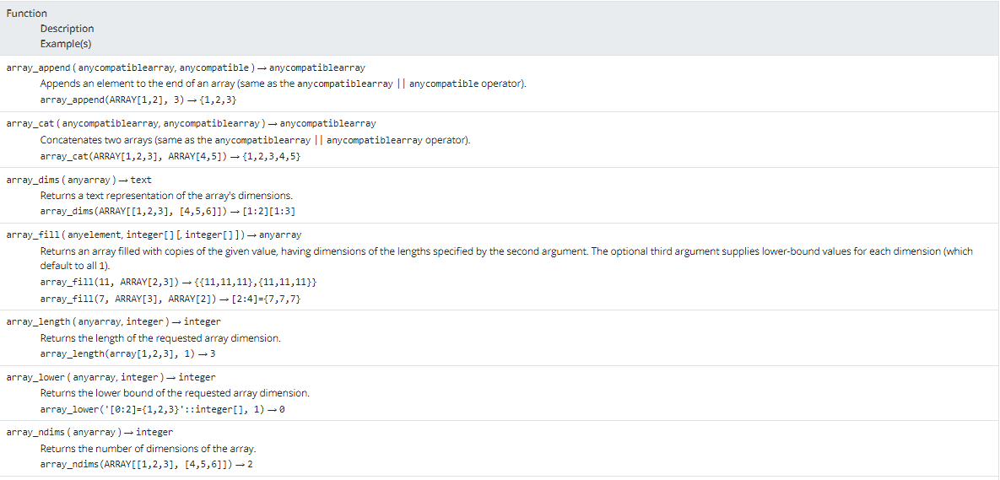 Function
Description
Example(s)
array_append ( anycompatiblearray, anycompatible ) → anycompatiblearray
Appends an element to the end of an array (same as the anycompatiblearray || anycompatible operator).
array_append(ARRAY[1,2], 3) → {1,2,3}
array_cat ( anycompatiblearray, anycompatiblearray ) → anycompatiblearray
Concatenates two arrays (same as the anycompatiblearray || anycompatiblearray operator).
array_cat(ARRAY[1,2,3], ARRAY[4,5]) → {1,2,3,4,5}
array_dims ( anyarray ) → text
Returns a text representation of the array's dimensions.
array_dims(ARRAY[[1,2,3], [4,5,6]]) → [1:2][1:3]
array_fill ( anyelement, integer[] [, integer[] ] ) → anyarray
Returns an array filled with copies of the given value, having dimensions of the lengths specified by the second argument. The optional third argument supplies lower-bound values for each dimension (which
default to all 1).
array_fill(11, ARRAY[2,3]) → {{11,11,11},{11,11,11}}
array_fill(7, ARRAY[3], ARRAY[2]) → [2:4]={7,7,7}
array_length ( anyarray, integer ) → integer
Returns the length of the requested array dimension.
array_length(array[1,2,3], 1) → 3
array_lower ( anyarray, integer ) → integer
Returns the lower bound of the requested array dimension.
array_lower('[0:2]={1,2,3}'::integer[], 1) → 0
array_ndims ( anyarray ) → integer
Returns the number of dimensions of the array.
array_ndims(ARRAY[[1,2,3], [4,5,6]]) → 2